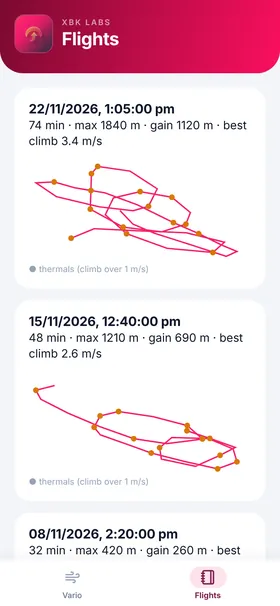 XBK LABS
Flights
22/11/2026, 1:05:00 pm
74 min · max 1840 m · gain 1120 m · best
climb 3.4 m/s
thermals (climb over 1 m/s)
15/11/2026, 12:40:00 pm
48 min · max 1210 m · gain 690 m · best
climb 2.6 m/s
thermals (climb over 1 m/s)
08/11/2026, 2:20:00 pm
32 min · max 420 m · gain 260 m · best
Vario
Flights